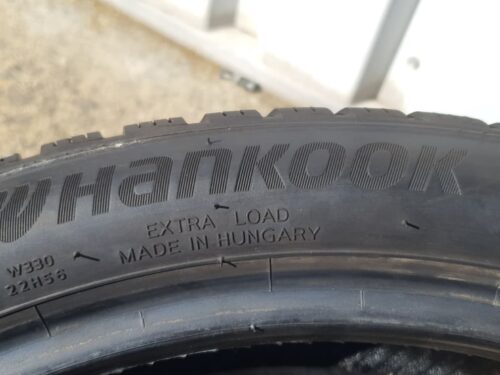 Hankook
EXTRA LOAD
MADE IN HUNGARY
W330
22H56